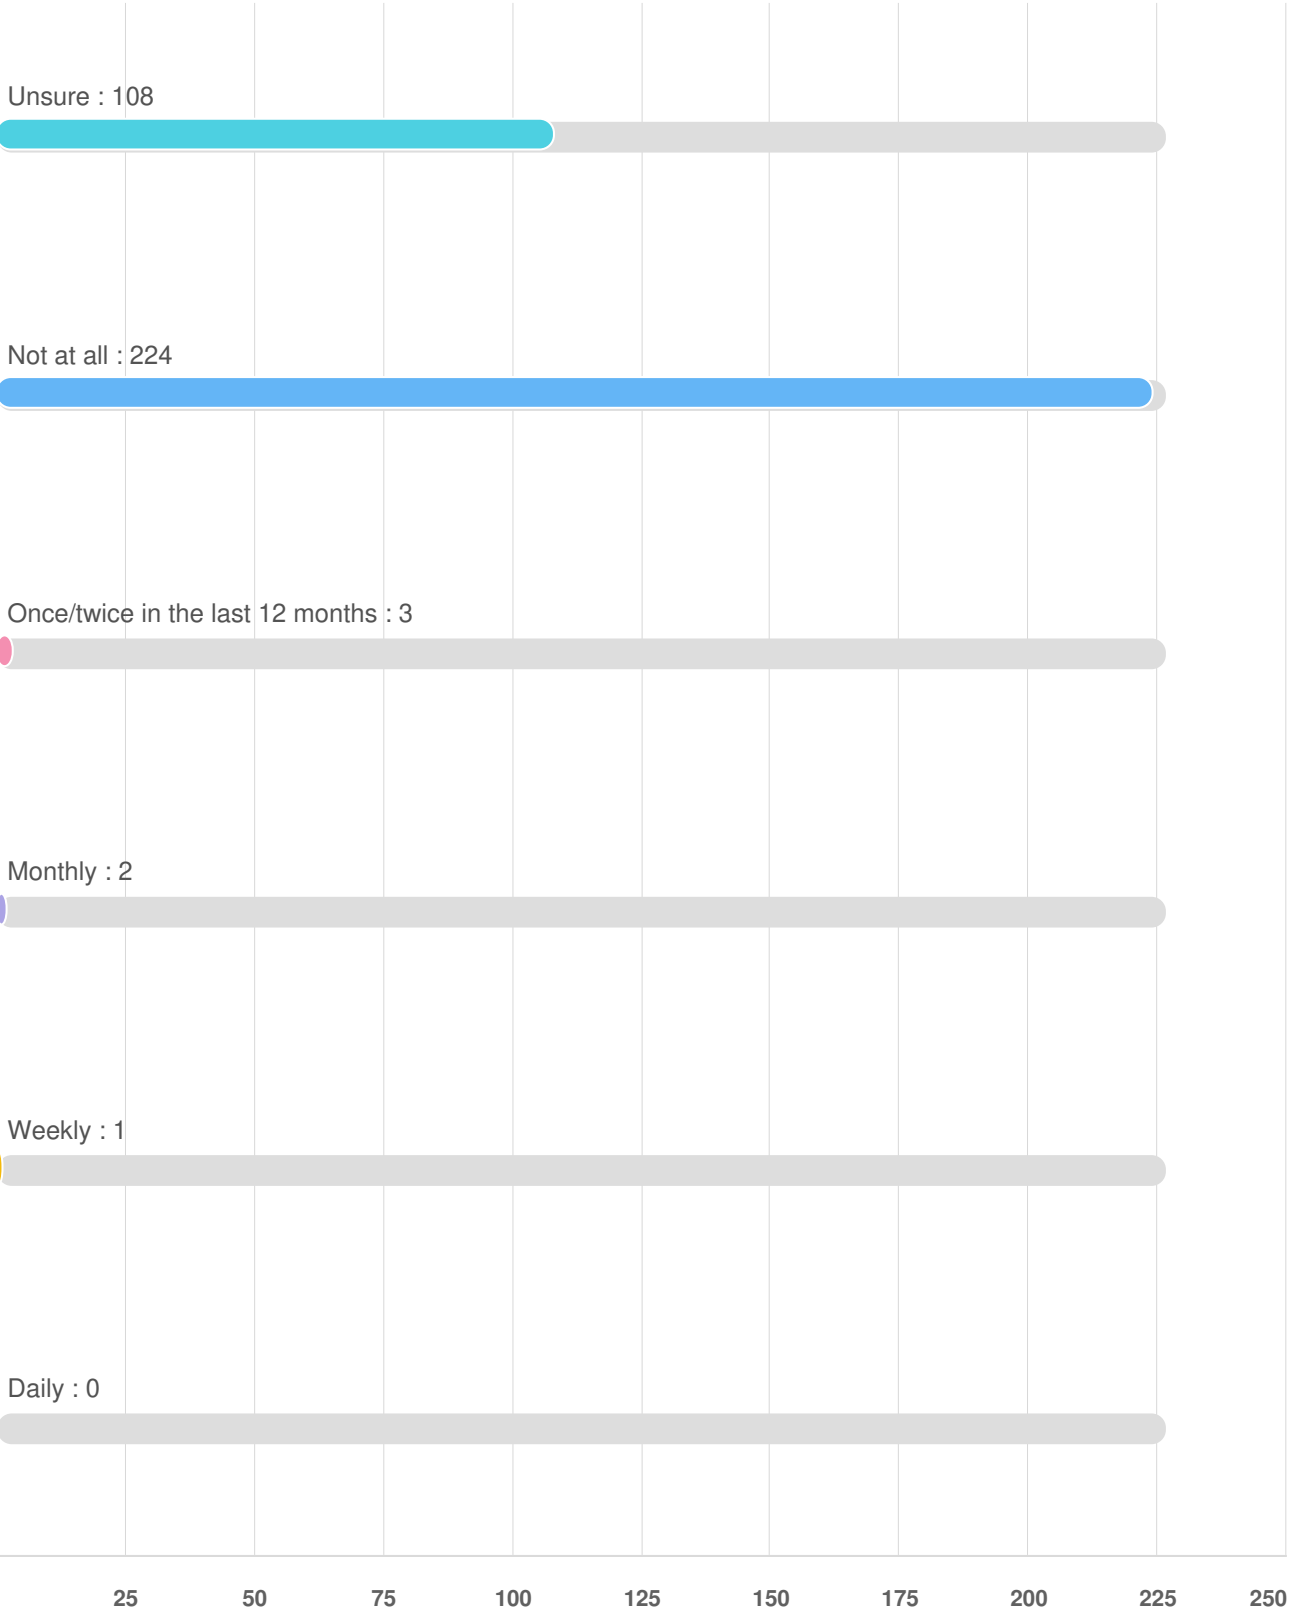 Unsure : 108
Not at all : 224
Once/twice in the last 12 months : 3
Monthly : 2
Weekly : 1
Daily : 0
25 50 75 100 125 150 175 200 225 250